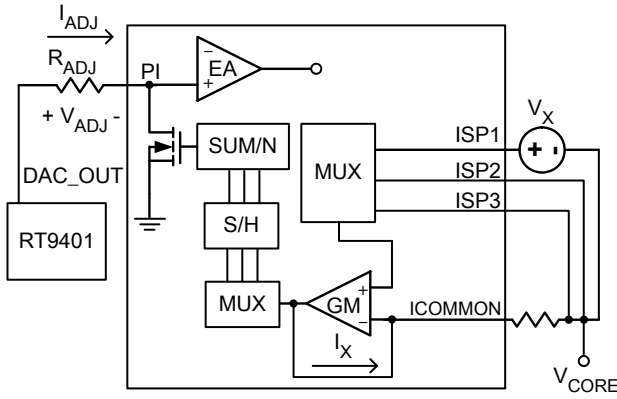 I_ADJ
R_ADJ
PI
- EA
+
+ V_ADJ -
V_X
ISP1
+ -
SUM/N
DAC_OUT
MUX
ISP2
ISP3
RT9401
S/H
MUX
+
GM
-
ICOMMON
I_X
V_CORE